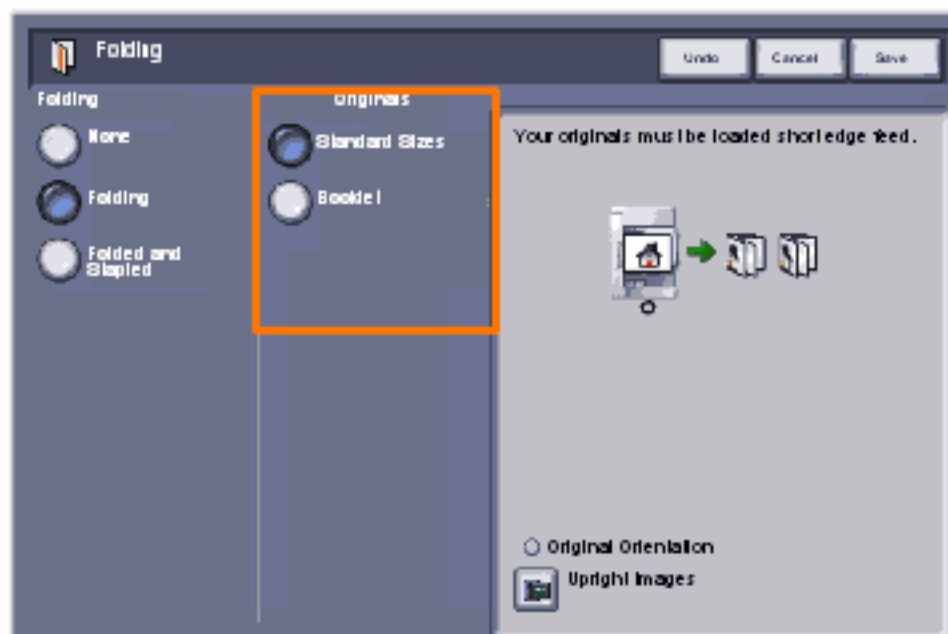 Folding
Undo
Cancel
Save
Folding
None
Folding
Folded and
Stapled
Originals
Standard Sizes
Booklet
Your originals must be loaded short edge feed.
Original Orientation
Upright Images